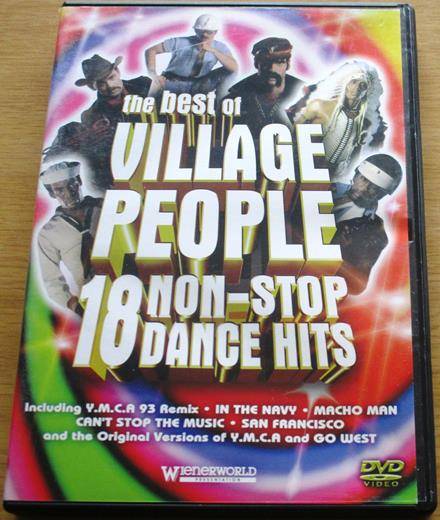 the best of
VILLAGE
PEOPLE
18 NON-STOP
DANCE HITS
Including Y.M.C.A 93 Remix • IN THE NAVY • MACHO MAN
CAN'T STOP THE MUSIC • SAN FRANCISCO
and the Original Versions of Y.M.C.A and GO WEST
WIENERWORLD
PRESENTATION
DVD
VIDEO